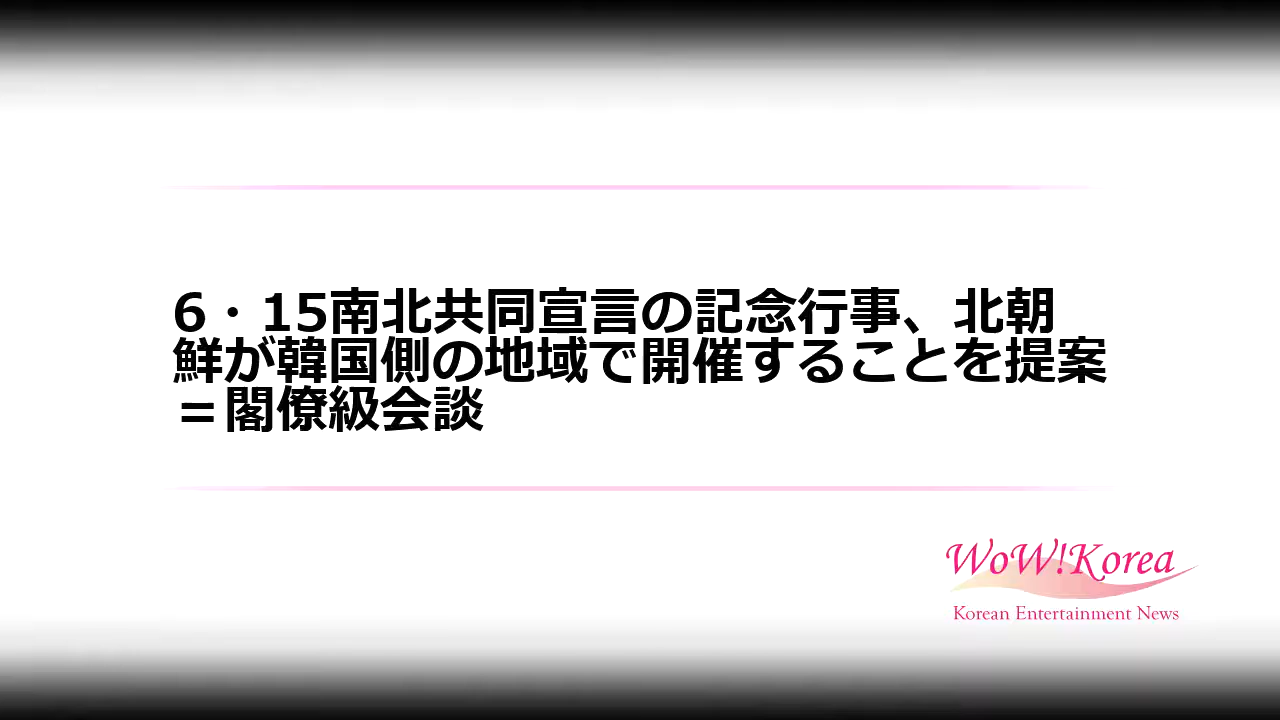 6・15南北共同宣言の記念行事、北朝
鮮が韓国側の地域で開催することを提案
＝閣僚級会談
WoW!Korea
Korean Entertainment News